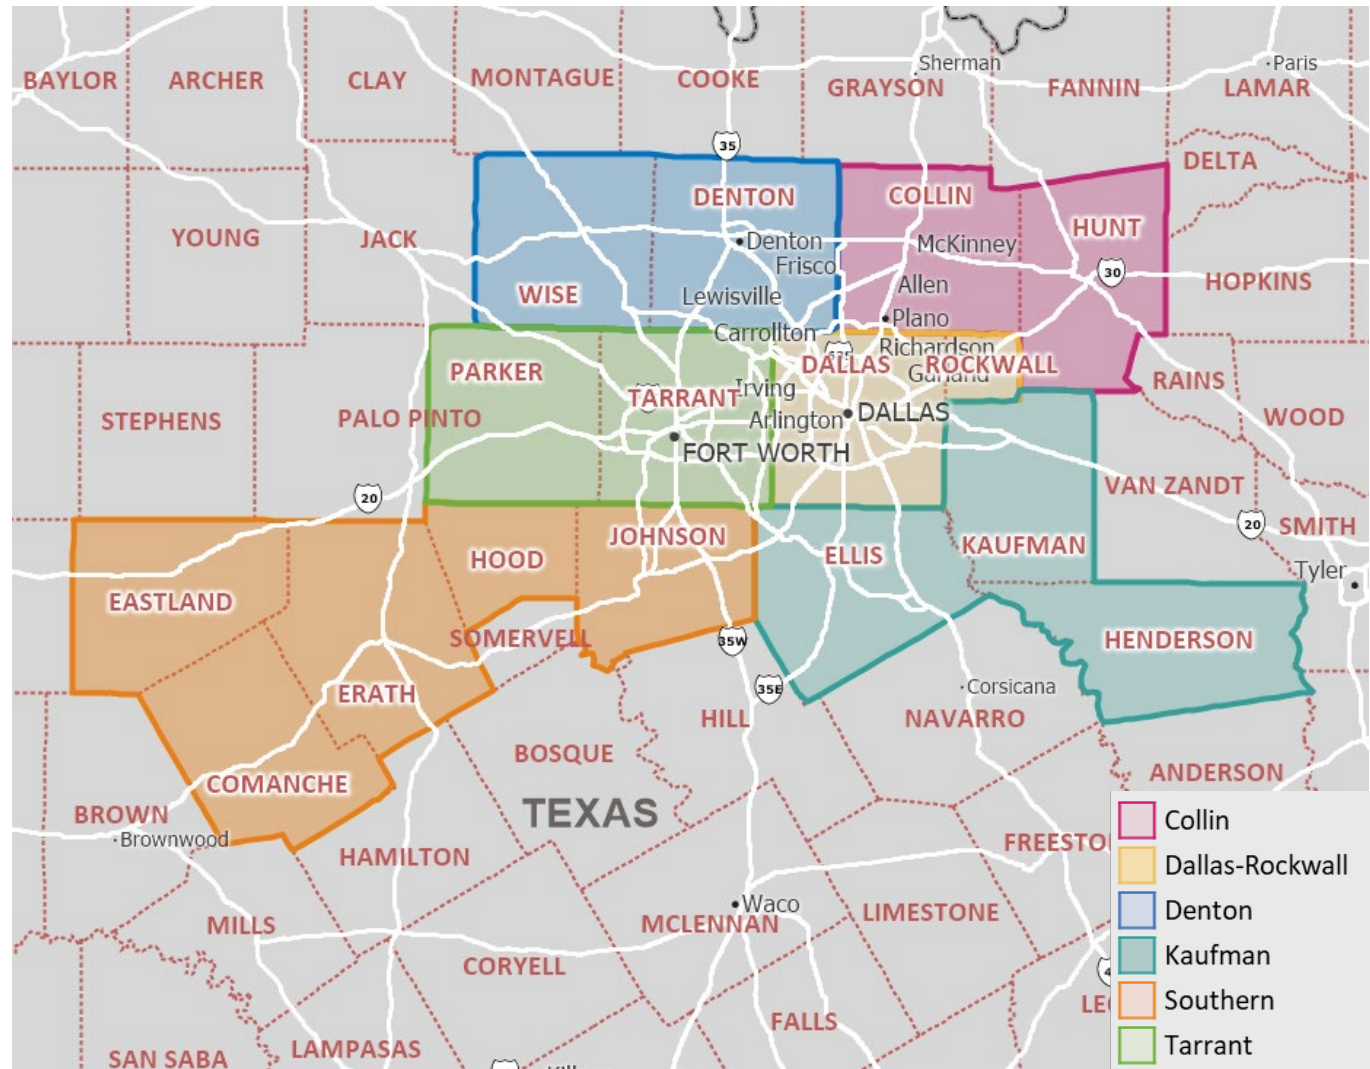 Sherman
Paris
BAYLOR
ARCHER
CLAY
MONTAGUE
COOKE
GRAYSON
FANNIN
LAMAR
35
DELTA
DENTON
COLLIN
YOUNG
JACK
HUNT
Denton
McKinney
Frisco
30
HOPKINS
WISE
Lewisville
Allen
Plano
Carrollton
Richardson
PARKER
DALLAS
ROCKWALL
Garland
RAINS
TARRANT
Irving
STEPHENS
PALO PINTO
Arlington
DALLAS
WOOD
FORT WORTH
20
VAN ZANDT
20
SMITH
JOHNSON
HOOD
ELLIS
KAUFMAN
Tyler
EASTLAND
SOMERVELL
35W
HENDERSON
ERATH
35E
Corsicana
HILL
NAVARRO
BOSQUE
COMANCHE
ANDERSON
TEXAS
BROWN
Brownwood
HAMILTON
FREESTO
Waco
MILLS
MCLENNAN
LIMESTONE
CORYELL
FALLS
SAN SABA
LAMPASAS
Collin
Dallas-Rockwall
Denton
Kaufman
Southern
Tarrant